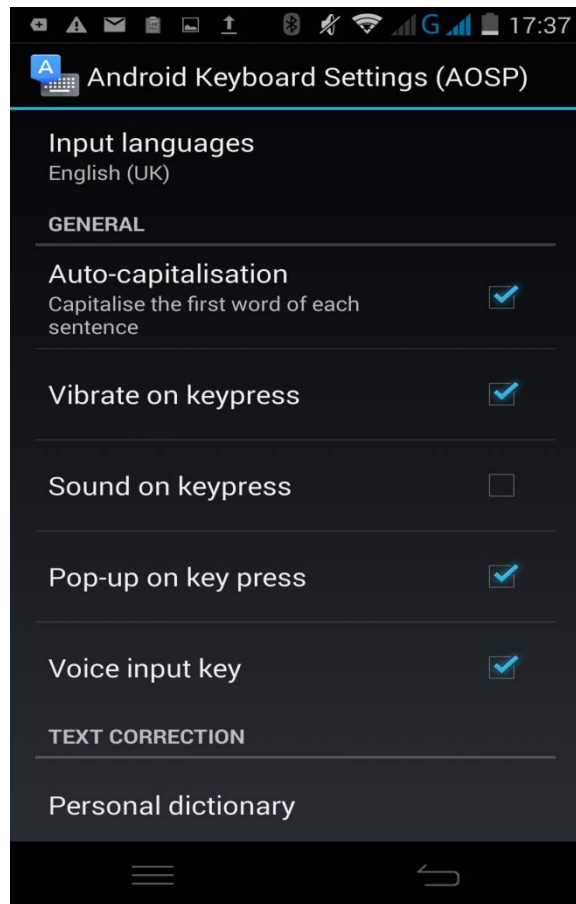 G 17:37
Android Keyboard Settings (AOSP)
Input languages
English (UK)
GENERAL
Auto-capitalisation
Capitalise the first word of each
sentence
Vibrate on keypress
Sound on keypress
Pop-up on key press
Voice input key
TEXT CORRECTION
Personal dictionary